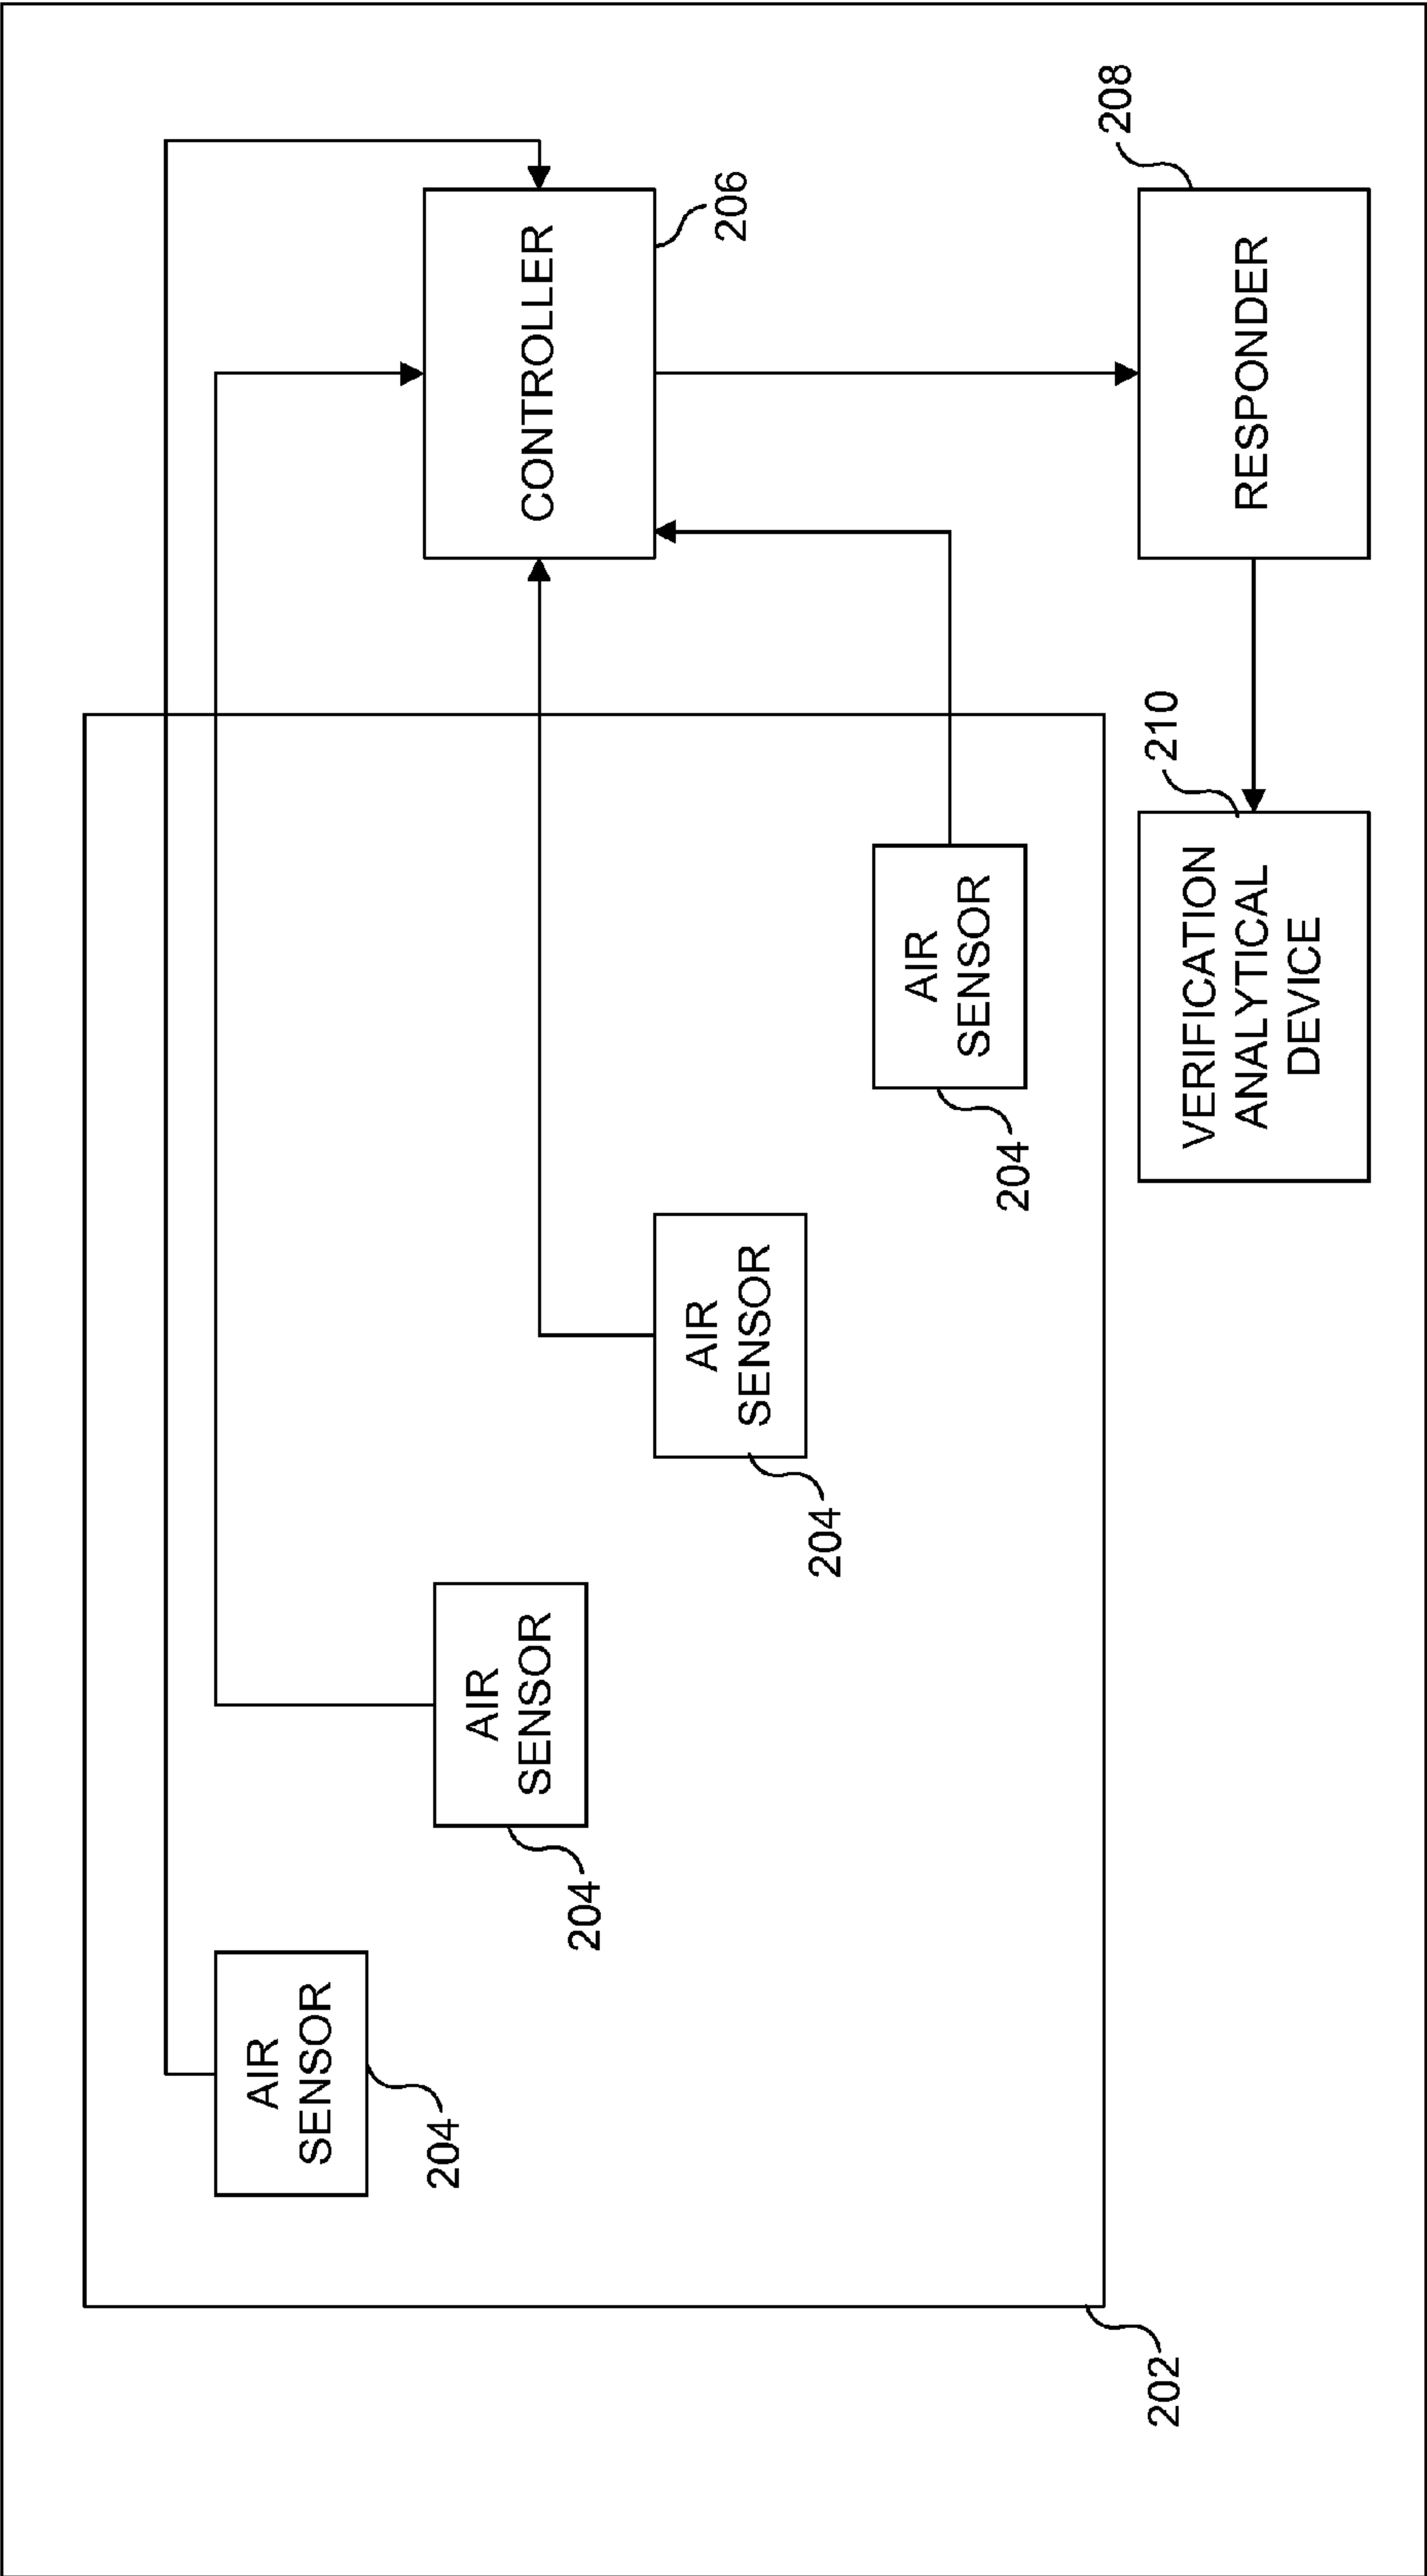 AIR
SENSOR
204
AIR
SENSOR
204
AIR
SENSOR
204
AIR
SENSOR
204
202
CONTROLLER
206
VERIFICATION
ANALYTICAL
DEVICE
210
RESPONDER
208